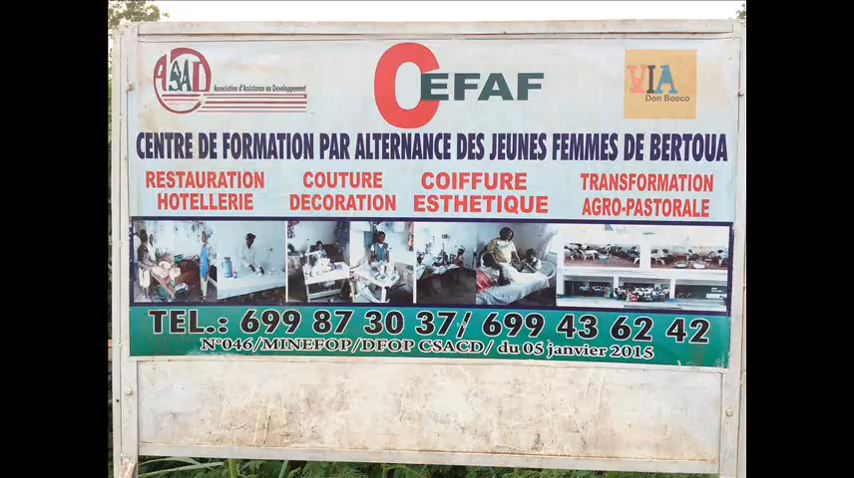 ASAD
Association d'Assistance au Developpement
CEFAF
VIA
Don Bosco
CENTRE DE FORMATION PAR ALTERNANCE DES JEUNES FEMMES DE BERTOUA
RESTAURATION
HOTELLERIE
COUTURE
DECORATION
COIFFURE
ESTHETIQUE
TRANSFORMATION
AGRO-PASTORALE
TEL.: 699 87 30 37/ 699 43 62 42
N°046/MINEFOP/DFOP CSACD/ du 05 janvier 2015